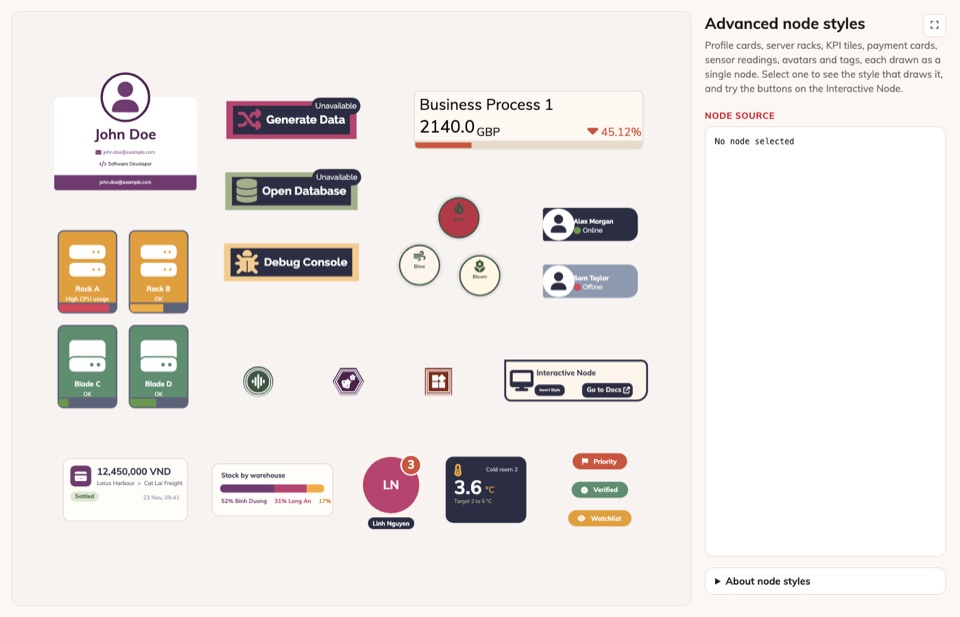 Advanced node styles
Profile cards, server racks, KPI tiles, payment cards,
sensor readings, avatars and tags, each drawn as a
single node. Select one to see the style that draws it,
and try the buttons on the Interactive Node.
NODE SOURCE
No node selected
About node styles
John Doe
john.doe@example.com
</> Software Developer
john.doe@example.com
Unavailable
Generate Data
Unavailable
Open Database
Debug Console
Business Process 1
2140.0 GBP
45.12%
Blow
Bloom
Alex Morgan
Online
Sam Taylor
Offline
Rack A
High CPU usage
Rack B
OK
Blade C
OK
Blade D
OK
Interactive Node
Invert Style
Go to Docs
12,450,000 VND
Lotus Harbour » Cat Lai Freight
Settled
23 Nov, 09:41
Stock by warehouse
52% Binh Duong
31% Long An
17%
LN
3
Linh Nguyen
Cold room 2
3.6 °C
Target 2 to 5 °C
Priority
Verified
Watchlist